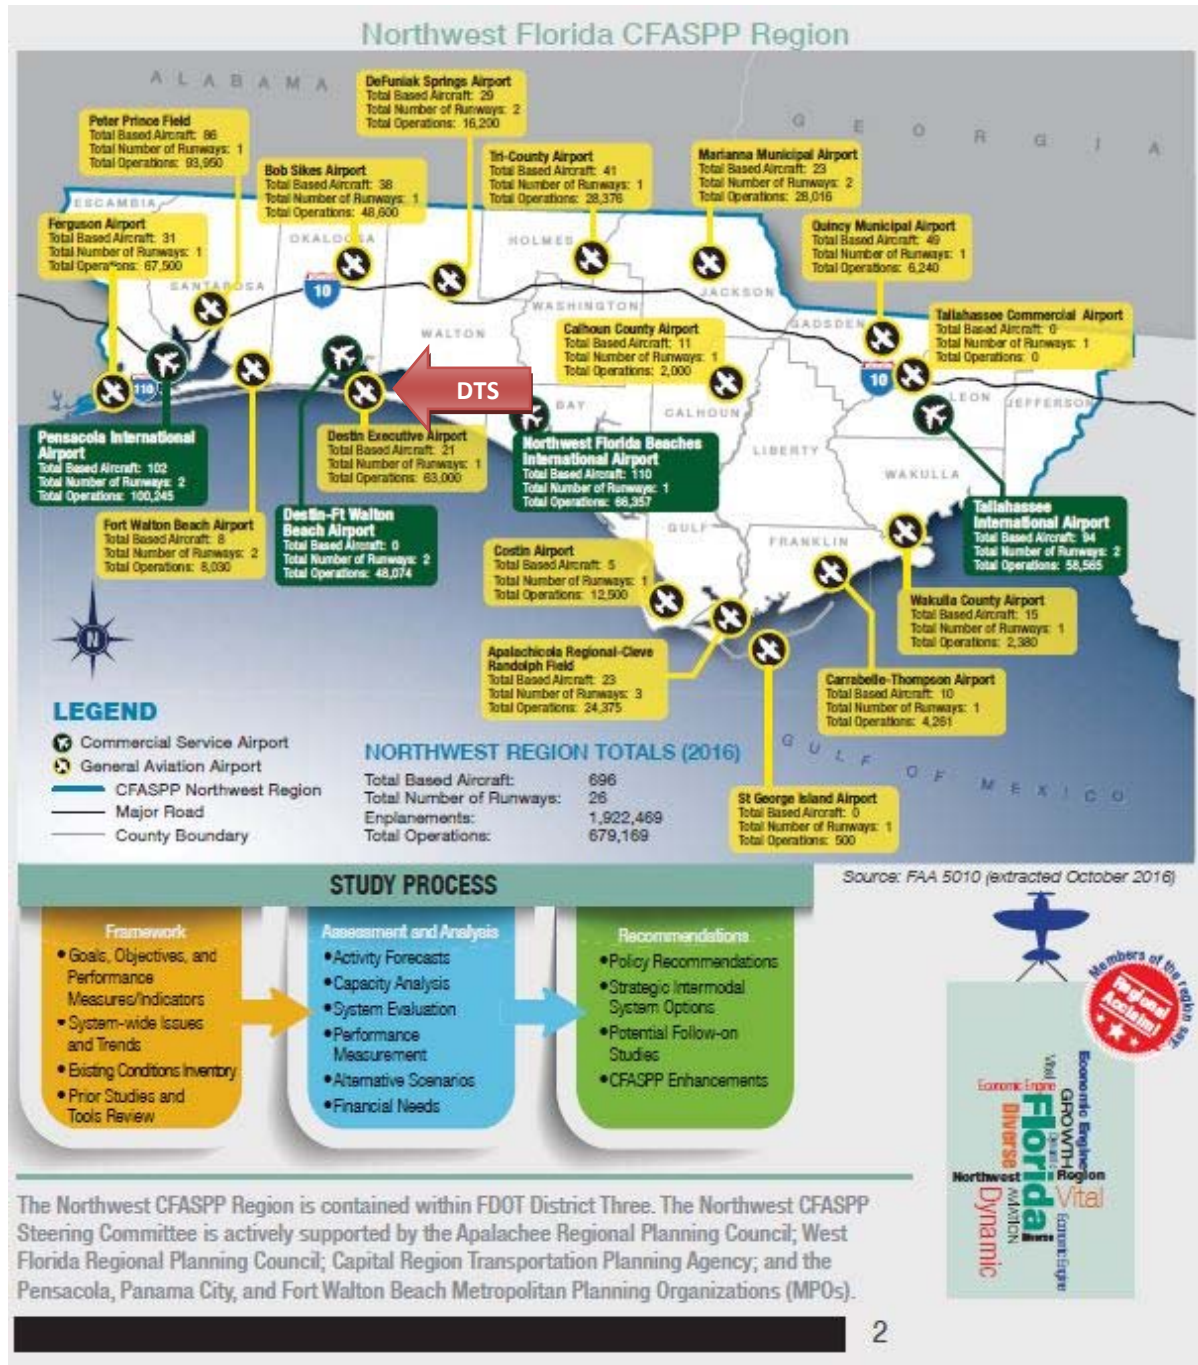 Northwest Florida CFASPP Region
ALABAMA
GEORGIA
DeFuniak Springs Airport
Total Based Aircraft: 29
Total Number of Runways: 2
Total Operations: 16,200
Peter Prince Field
Total Based Aircraft: 86
Total Number of Runways: 1
Total Operations: 93,950
Bob Sikes Airport
Total Based Aircraft: 38
Total Number of Runways: 1
Total Operations: 48,600
Tri-County Airport
Total Based Aircraft: 41
Total Number of Runways: 1
Total Operations: 28,376
Marianna Municipal Airport
Total Based Aircraft: 23
Total Number of Runways: 2
Total Operations: 28,016
ESCAMBIA
Ferguson Airport
Total Based Aircraft: 31
Total Number of Runways: 1
Total Operations: 67,500
OKALOOSA
HOLMES
Quincy Municipal Airport
Total Based Aircraft: 49
Total Number of Runways: 1
Total Operations: 6,240
SANTA ROSA
10
WALTON
WASHINGTON
JACKSON
GADSDEN
Calhoun County Airport
Total Based Aircraft: 11
Total Number of Runways: 1
Total Operations: 2,000
Tallahassee Commercial Airport
Total Based Aircraft: 0
Total Number of Runways: 1
Total Operations: 0
110
DTS
10
BAY
CALHOUN
LEON
JEFFERSON
LIBERTY
WAKULLA
GULF
FRANKLIN
Pensacola International
Airport
Total Based Aircraft: 102
Total Number of Runways: 2
Total Operations: 100,245
Destin Executive Airport
Total Based Aircraft: 21
Total Number of Runways: 1
Total Operations: 63,000
Northwest Florida Beaches
International Airport
Total Based Aircraft: 110
Total Number of Runways: 1
Total Operations: 66,357
Fort Walton Beach Airport
Total Based Aircraft: 8
Total Number of Runways: 2
Total Operations: 8,030
Destin-Ft Walton
Beach Airport
Total Based Aircraft: 0
Total Number of Runways: 2
Total Operations: 48,074
Tallahassee
International Airport
Total Based Aircraft: 94
Total Number of Runways: 2
Total Operations: 58,565
Costin Airport
Total Based Aircraft: 5
Total Number of Runways: 1
Total Operations: 12,500
Wakulla County Airport
Total Based Aircraft: 15
Total Number of Runways: 1
Total Operations: 2,380
N
Apalachicola Regional-Cleve
Randolph Field
Total Based Aircraft: 23
Total Number of Runways: 3
Total Operations: 24,375
Carrabelle-Thompson Airport
Total Based Aircraft: 10
Total Number of Runways: 1
Total Operations: 4,261
GULF OF MEXICO
St George Island Airport
Total Based Aircraft: 0
Total Number of Runways: 1
Total Operations: 500
LEGEND
Commercial Service Airport
General Aviation Airport
CFASPP Northwest Region
Major Road
County Boundary
NORTHWEST REGION TOTALS (2016)
Total Based Aircraft: 696
Total Number of Runways: 26
Enplanements: 1,922,469
Total Operations: 679,169
Source: FAA 5010 (extracted October 2016)
STUDY PROCESS
Framework
• Goals, Objectives, and
Performance
Measures/Indicators
• System-wide Issues
and Trends
• Existing Conditions Inventory
• Prior Studies and
Tools Review
Assessment and Analysis
• Activity Forecasts
• Capacity Analysis
• System Evaluation
• Performance
Measurement
• Alternative Scenarios
• Financial Needs
Recommendations
• Policy Recommendations
• Strategic Intermodal
System Options
• Potential Follow-on
Studies
• CFASPP Enhancements
Members of the region say:
Regional
Acclaim!
Economic Engine
Vital
Economic Engine
GROWTH
Diverse
Florida
Northwest
Region
Vital
Dynamic
AVIATION
Diverse
Economic Engine
The Northwest CFASPP Region is contained within FDOT District Three. The Northwest CFASPP
Steering Committee is actively supported by the Apalachee Regional Planning Council; West
Florida Regional Planning Council; Capital Region Transportation Planning Agency; and the
Pensacola, Panama City, and Fort Walton Beach Metropolitan Planning Organizations (MPOs).
2